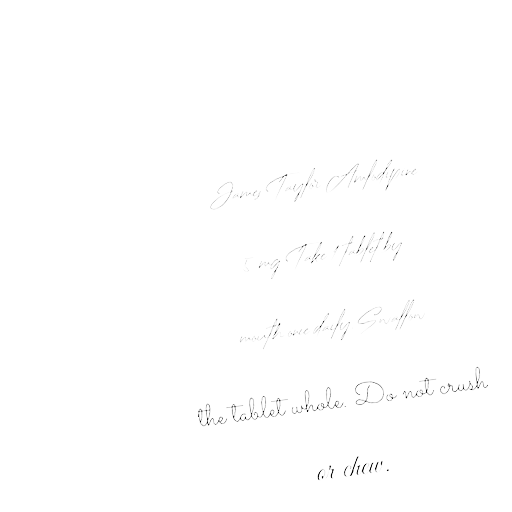 James Taylor Amlodipine
5 mg Take 1 tablet by
mouth once daily Swallow
the tablet whole. Do not crush
or chew.